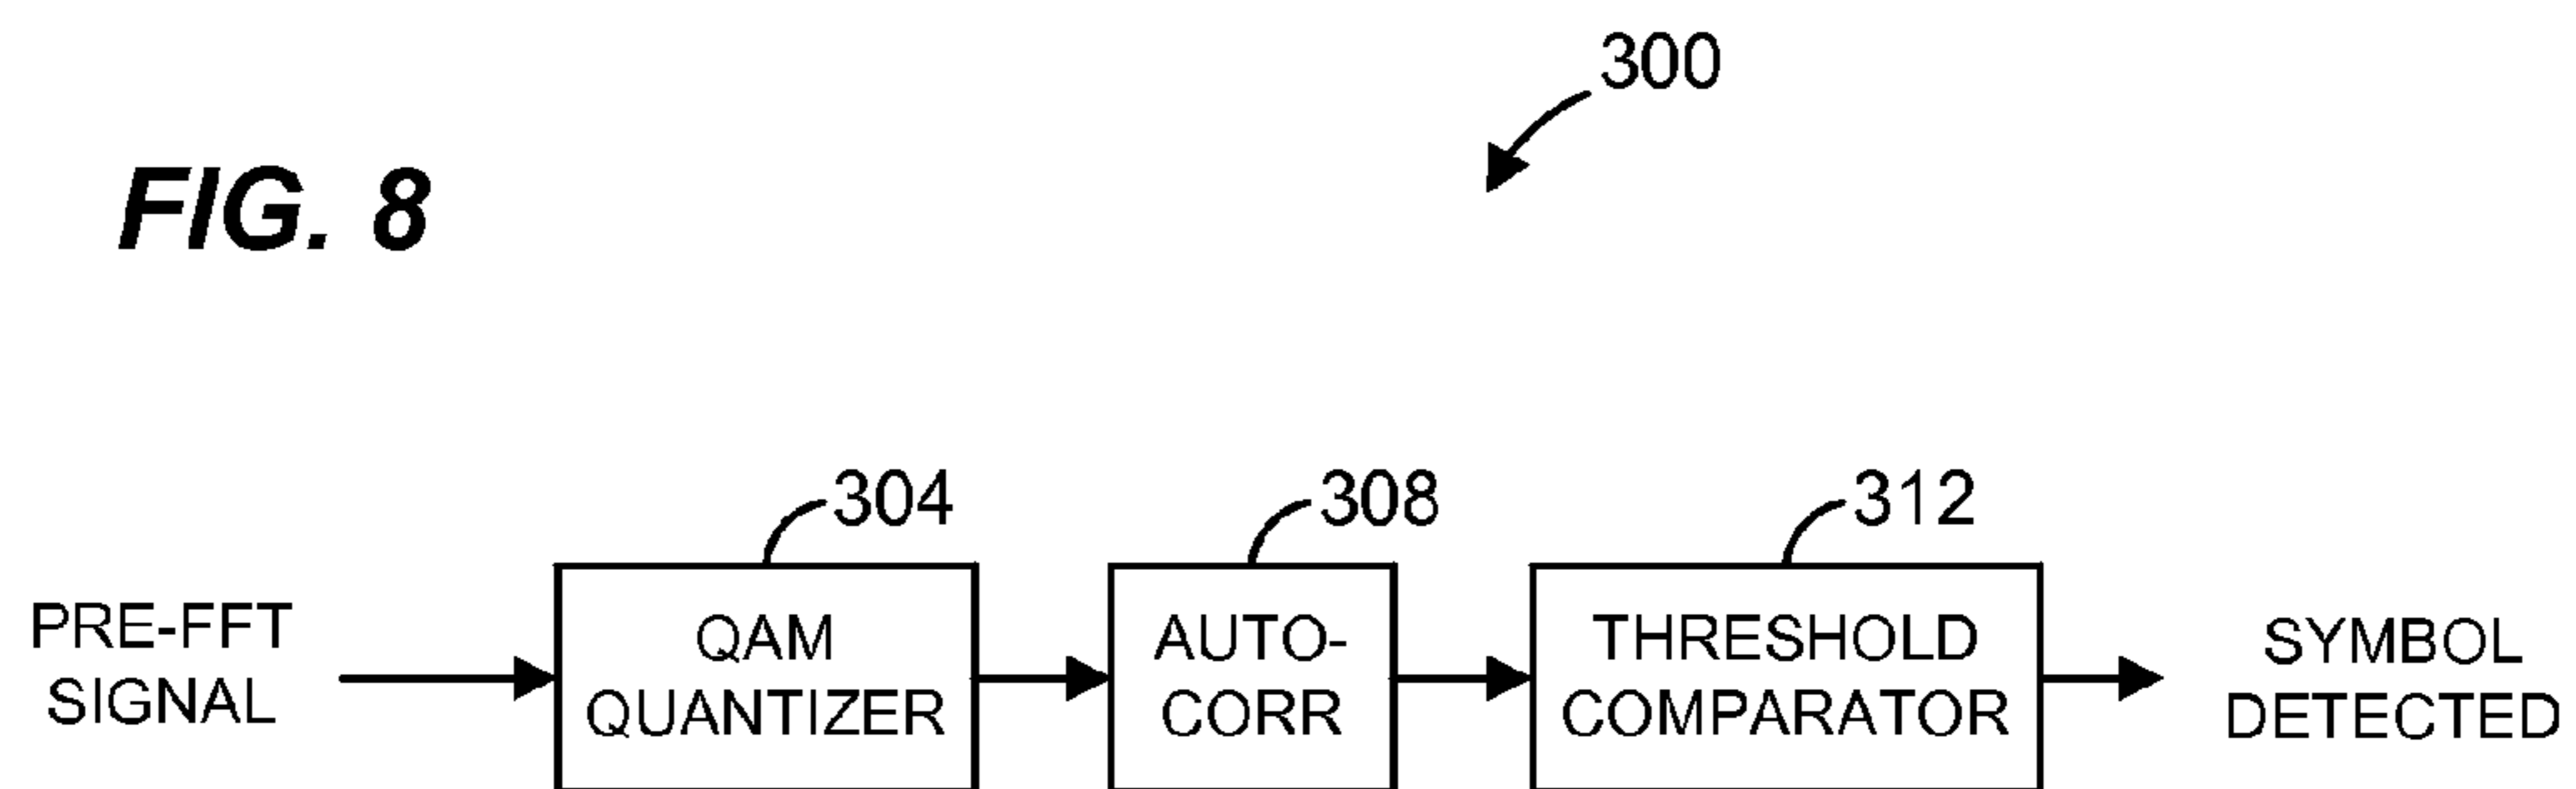 300
FIG. 8
304
308
312
PRE-FFT
SIGNAL
QAM
QUANTIZER
AUTO-
CORR
THRESHOLD
COMPARATOR
SYMBOL
DETECTED